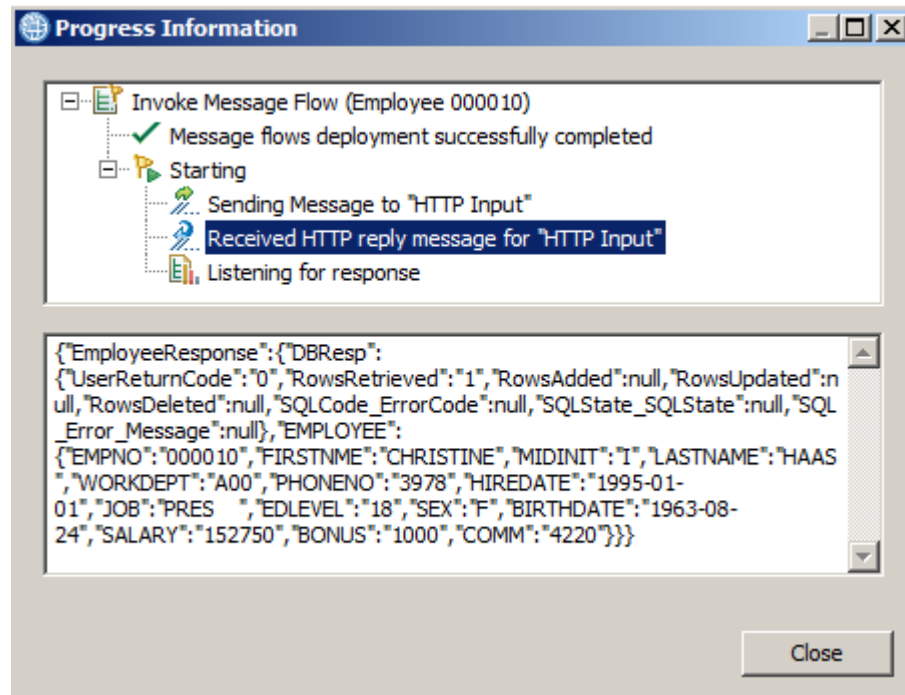 Progress Information
Invoke Message Flow (Employee 000010)
Message flows deployment successfully completed
Starting
Sending Message to "HTTP Input"
Received HTTP reply message for "HTTP Input"
Listening for response
{"EmployeeResponse":{"DBResp":
{"UserReturnCode":"0","RowsRetrieved":"1","RowsAdded":null,"RowsUpdated":n
ull,"RowsDeleted":null,"SQLCode_ErrorCode":null,"SQLState_SQLState":null,"SQL
_Error_Message":null},"EMPLOYEE":
{"EMPNO":"000010","FIRSTNME":"CHRISTINE","MIDINIT":"I","LASTNAME":"HAAS
","WORKDEPT":"A00","PHONENO":"3978","HIREDATE":"1995-01-
01","JOB":"PRES    ","EDLEVEL":"18","SEX":"F","BIRTHDATE":"1963-08-
24","SALARY":"152750","BONUS":"1000","COMM":"4220"}}}
Close